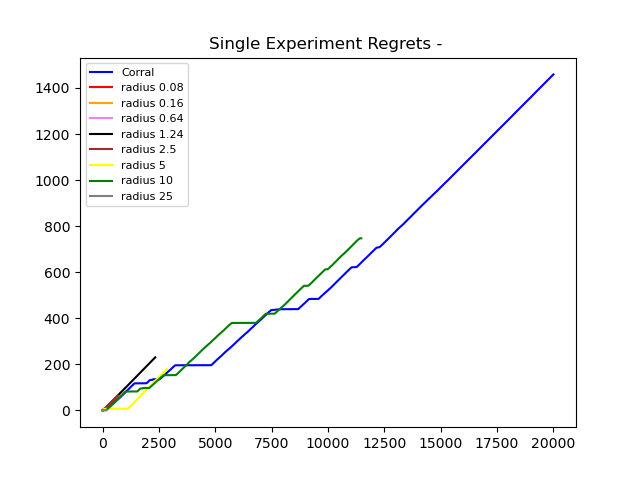 Single Experiment Regrets -
Corral
radius 0.08
radius 0.16
radius 0.64
radius 1.24
radius 2.5
radius 5
radius 10
radius 25
1400
1200
1000
800
600
400
200
0
0 2500 5000 7500 10000 12500 15000 17500 20000